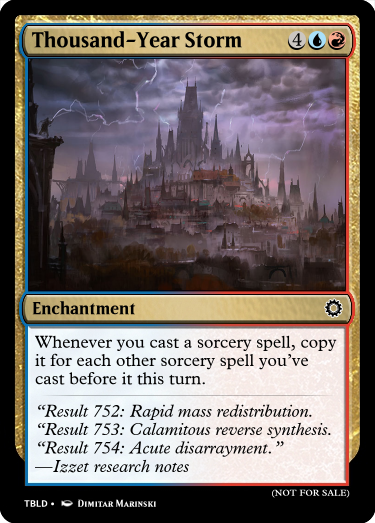 Thousand-Year Storm 4
Enchantment
Whenever you cast a sorcery spell, copy
it for each other sorcery spell you've
cast before it this turn.
"Result 752: Rapid mass redistribution.
"Result 753: Calamitous reverse synthesis.
"Result 754: Acute disarrayment."
—Izzet research notes
(NOT FOR SALE)
TBLD • Dimitar Marinski